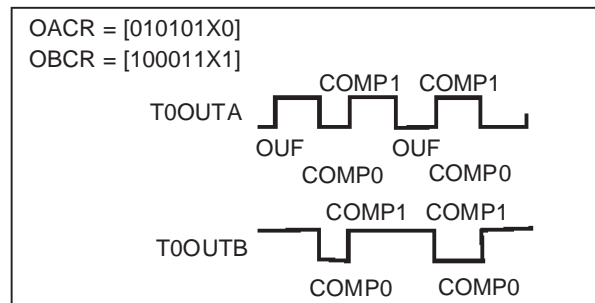 OACR = [010101X0]
OBCR = [100011X1]
COMP1 COMP1
T0OUTA
OUF OUF
COMP0 COMP0
COMP1 COMP1
T0OUTB
COMP0 COMP0